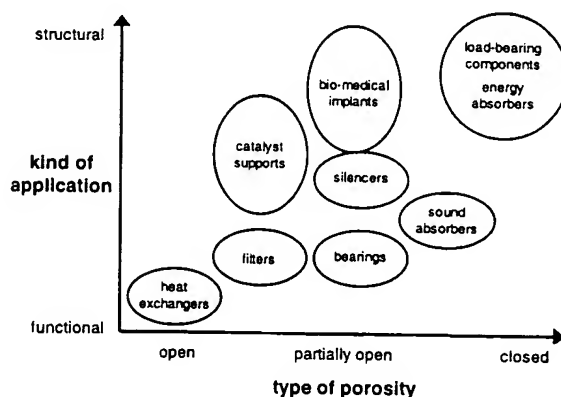 structural
load-bearing
components
energy
absorbers
bio-medical
implants
catalyst
supports
kind of
application
silencers
sound
absorbers
filters
bearings
heat
exchangers
functional
open
partially open
closed
type of porosity